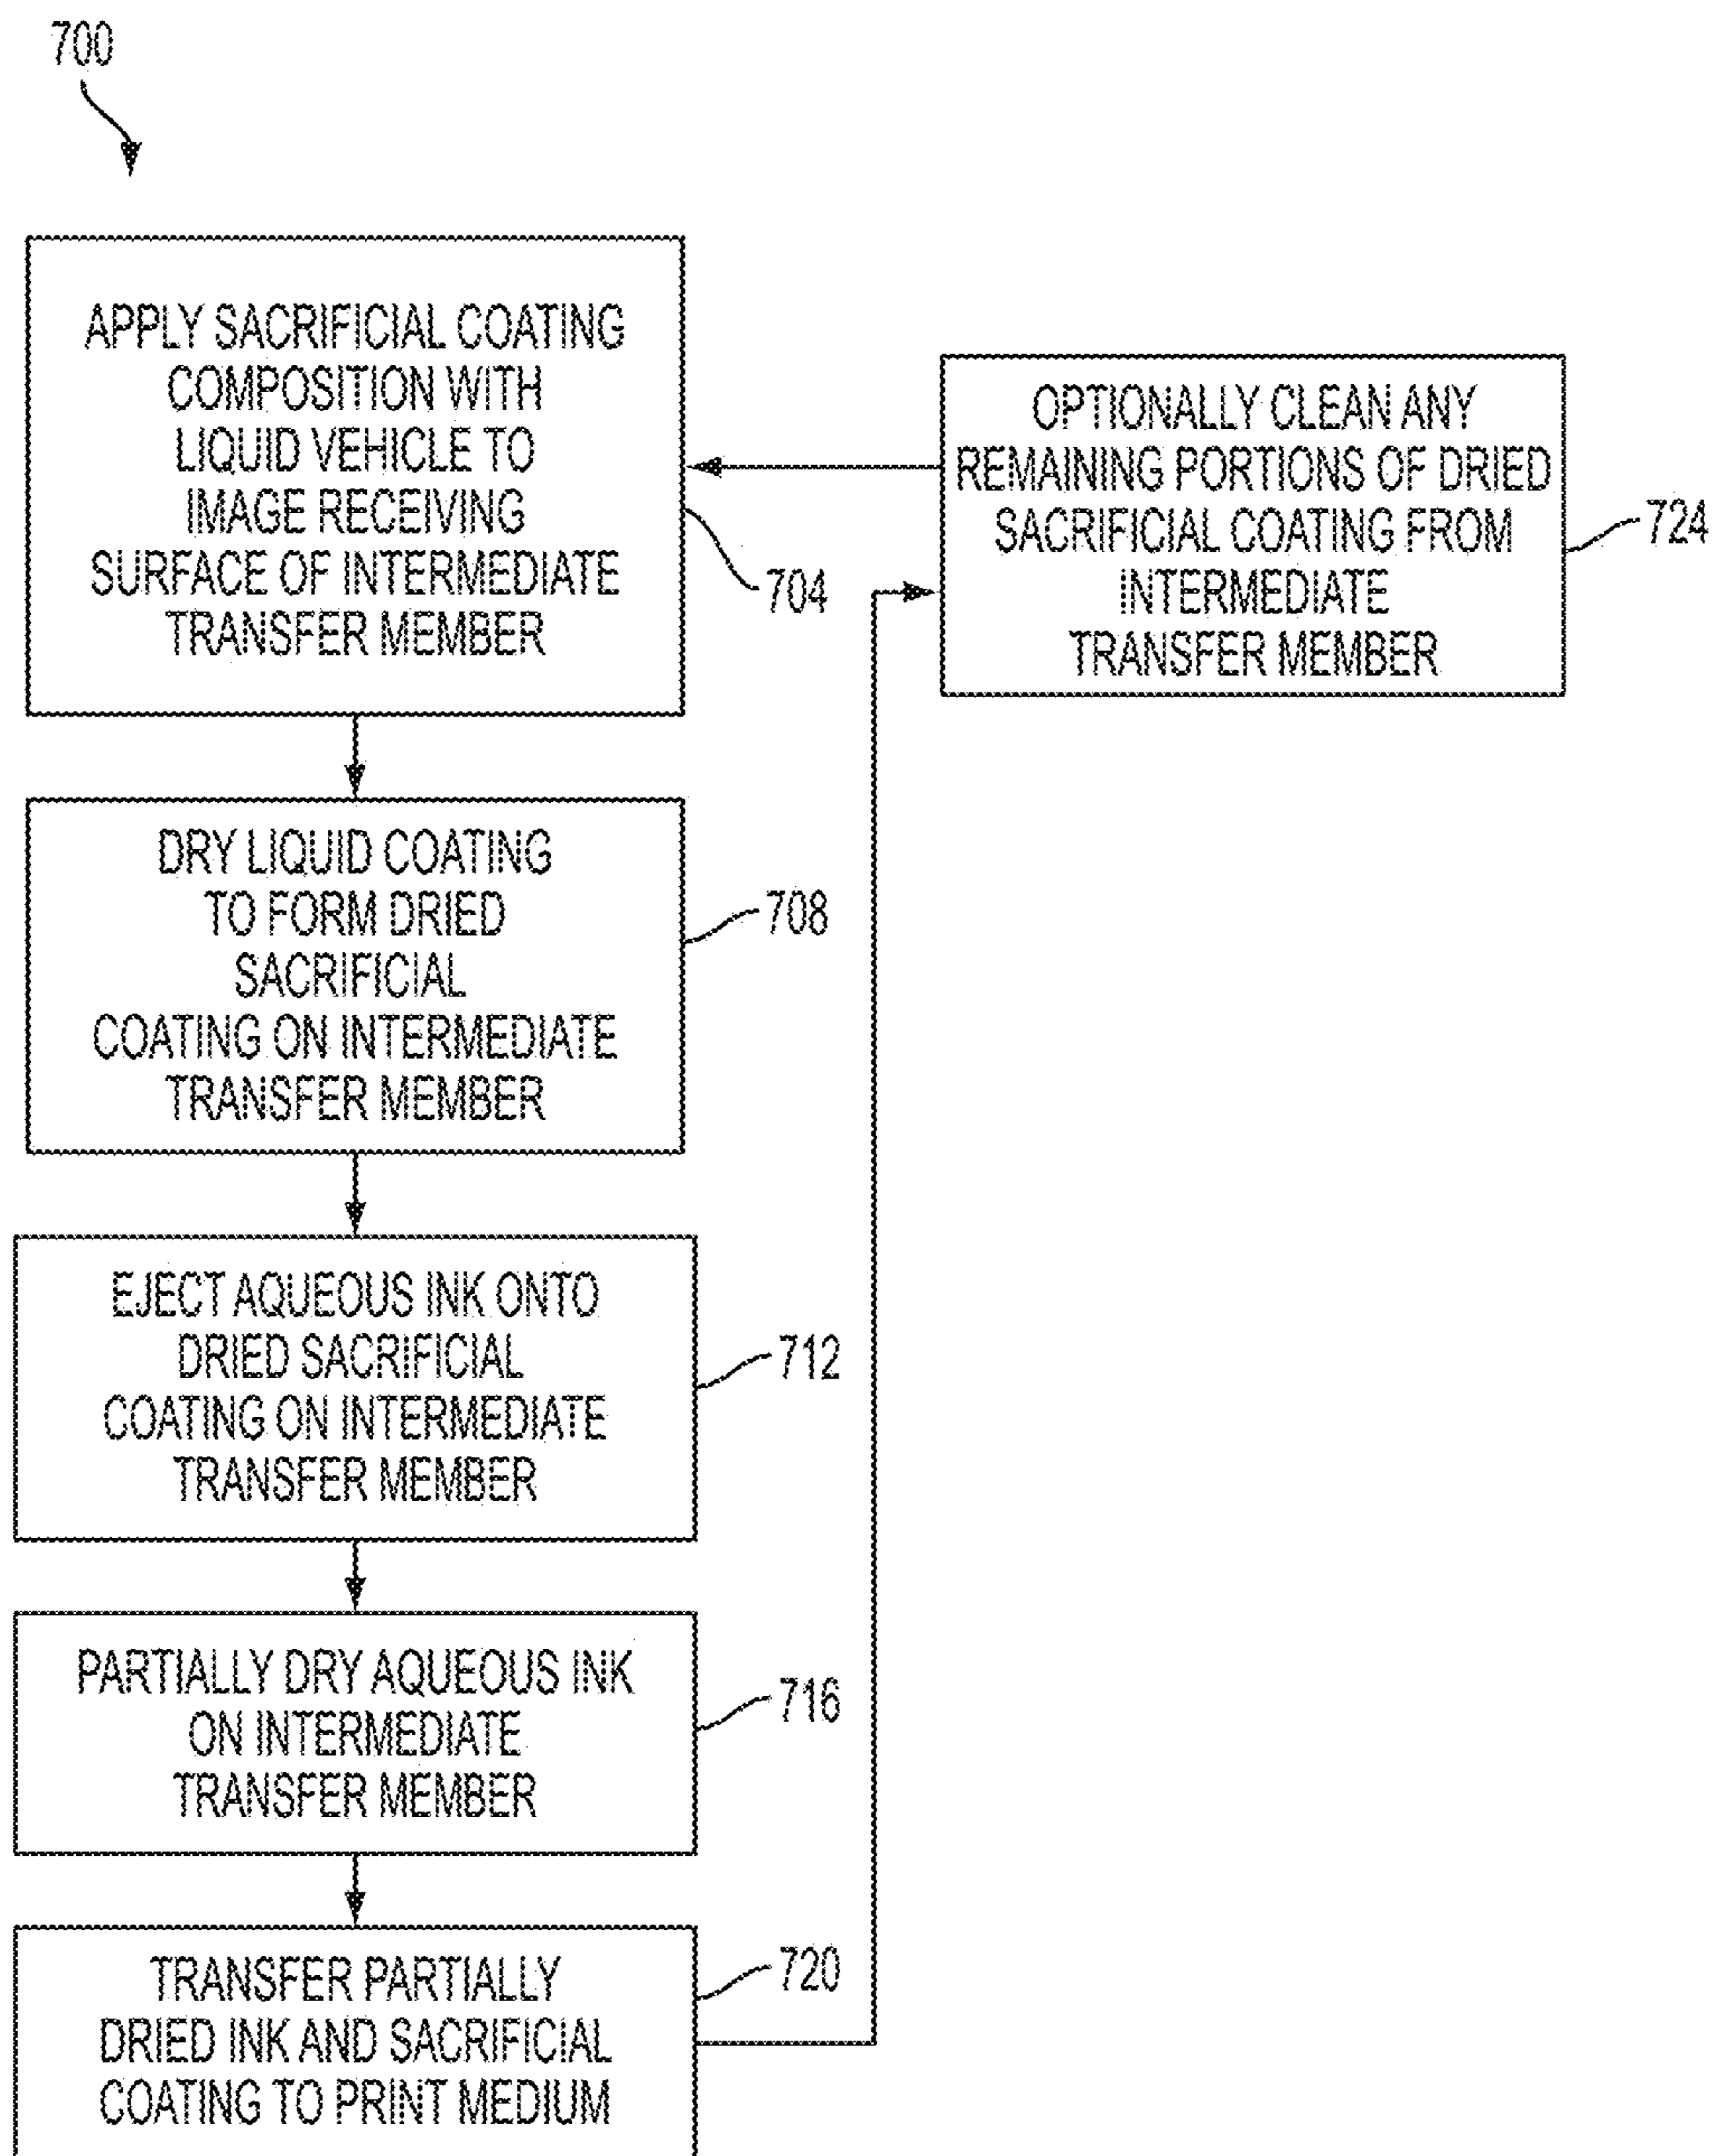 700
APPLY SACRIFICIAL COATING
COMPOSITION WITH
LIQUID VEHICLE TO
IMAGE RECEIVING
SURFACE OF INTERMEDIATE
TRANSFER MEMBER
704
OPTIONALLY CLEAN ANY
REMAINING PORTIONS OF DRIED
SACRIFICIAL COATING FROM
INTERMEDIATE
TRANSFER MEMBER
724
DRY LIQUID COATING
TO FORM DRIED
SACRIFICIAL
COATING ON INTERMEDIATE
TRANSFER MEMBER
708
EJECT AQUEOUS INK ONTO
DRIED SACRIFICIAL
COATING ON INTERMEDIATE
TRANSFER MEMBER
712
PARTIALLY DRY AQUEOUS INK
ON INTERMEDIATE
TRANSFER MEMBER
716
TRANSFER PARTIALLY
DRIED INK AND SACRIFICIAL
COATING TO PRINT MEDIUM
720